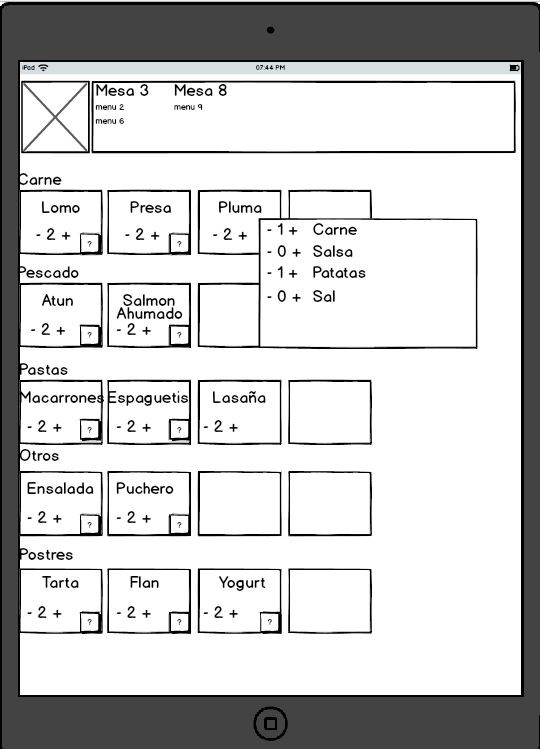 iPad 07:44 PM
Mesa 3 Mesa 8
menu 2 menu 9
menu 6
Carne
Lomo Presa Pluma
- 2 + ? - 2 + ? - 2 +
- 1 + Carne
- 0 + Salsa
- 1 + Patatas
- 0 + Sal
Pescado
Atun Salmon
Ahumado
- 2 + ? - 2 + ?
Pastas
Macarrones Espaguetis Lasaña
- 2 + ? - 2 + ? - 2 +
Otros
Ensalada Puchero
- 2 + ? - 2 + ?
Postres
Tarta Flan Yogurt
- 2 + ? - 2 + ? - 2 + ?